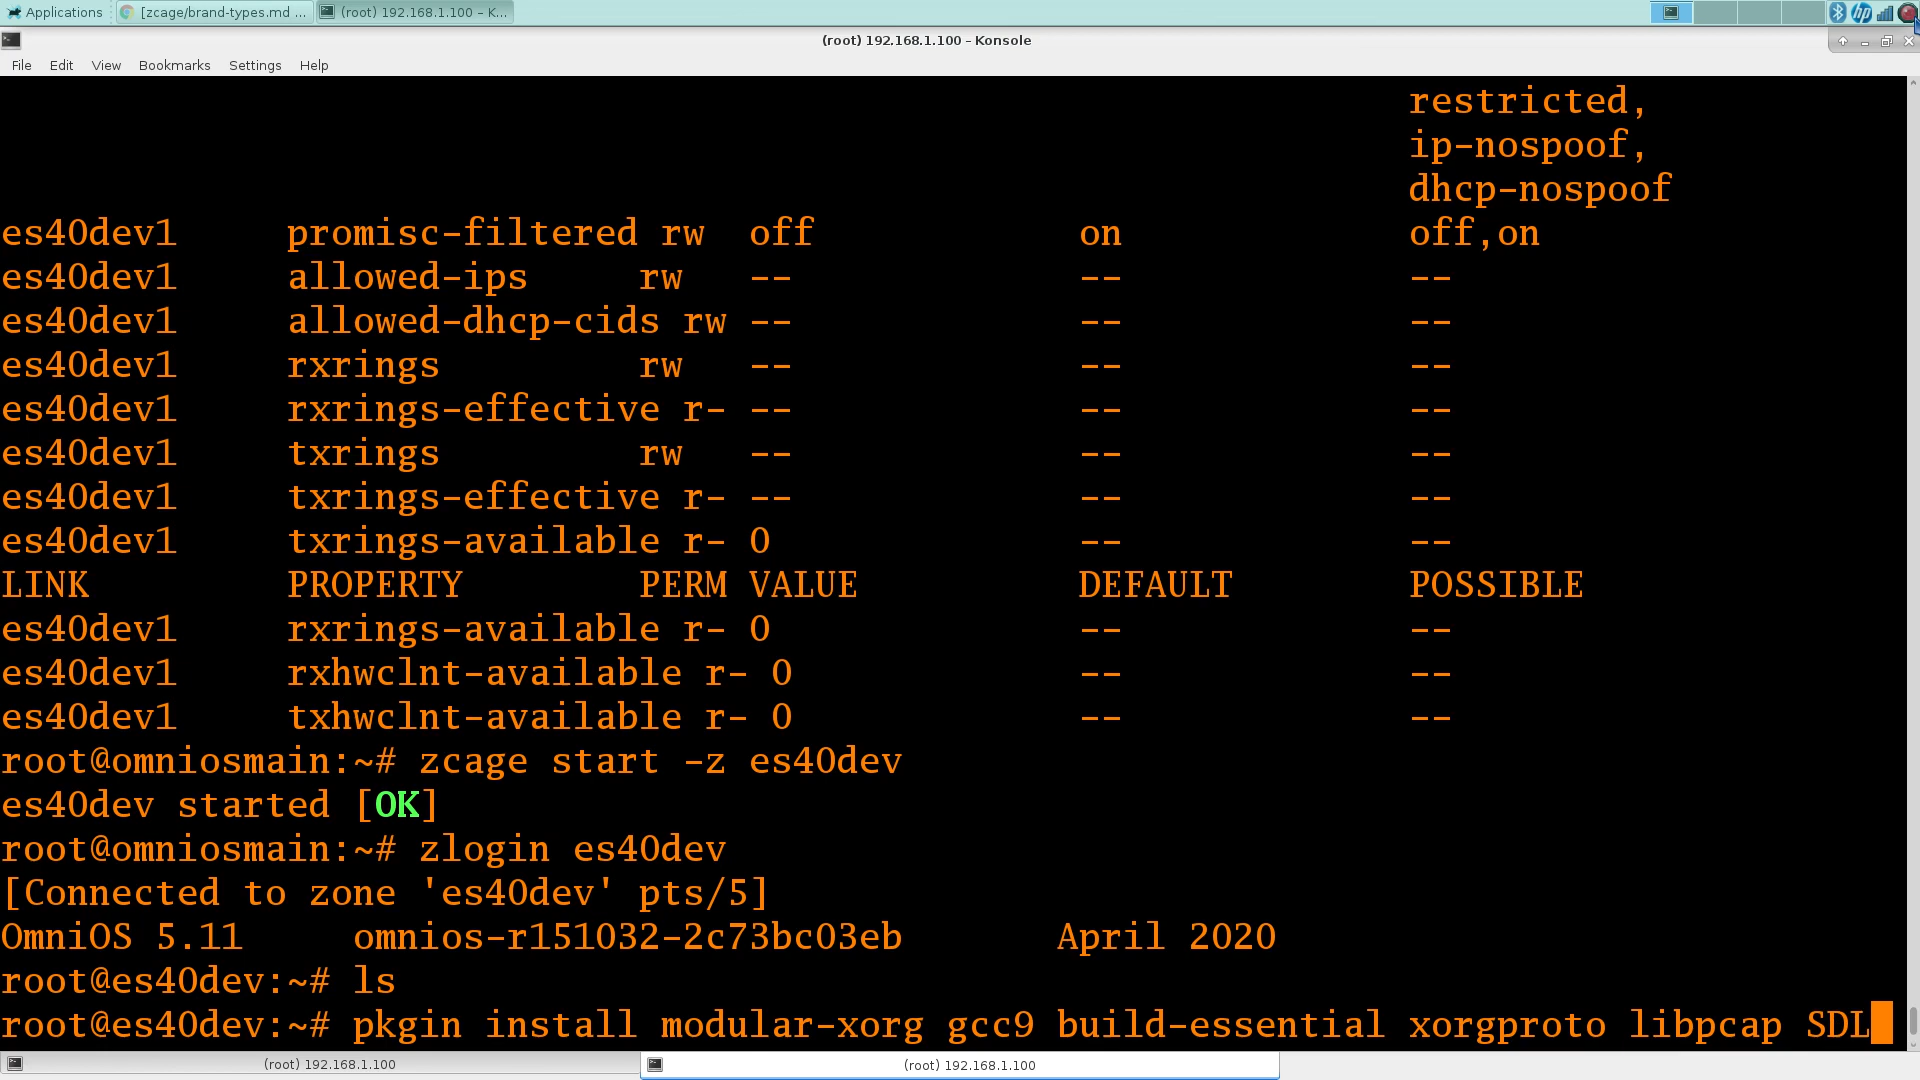 Applications [zcage/brand-types.md ... (root) 192.168.1.100 – K...
(root) 192.168.1.100 – Konsole
File Edit View Bookmarks Settings Help
restricted,
ip-nospoof,
dhcp-nospoof
es40dev1 promisc-filtered rw off on off,on
es40dev1 allowed-ips rw -- -- --
es40dev1 allowed-dhcp-cids rw -- -- --
es40dev1 rxrings rw -- -- --
es40dev1 rxrings-effective r- -- -- --
es40dev1 txrings rw -- -- --
es40dev1 txrings-effective r- -- -- --
es40dev1 txrings-available r- 0 -- --
LINK PROPERTY PERM VALUE DEFAULT POSSIBLE
es40dev1 rxrings-available r- 0 -- --
es40dev1 rxhwclnt-available r- 0 -- --
es40dev1 txhwclnt-available r- 0 -- --
root@omniosmain:~# zcage start -z es40dev
es40dev started [OK]
root@omniosmain:~# zlogin es40dev
[Connected to zone 'es40dev' pts/5]
OmniOS 5.11 omnios-r151032-2c73bc03eb April 2020
root@es40dev:~# ls
root@es40dev:~# pkgin install modular-xorg gcc9 build-essential xorgproto libpcap SDL
(root) 192.168.1.100 (root) 192.168.1.100